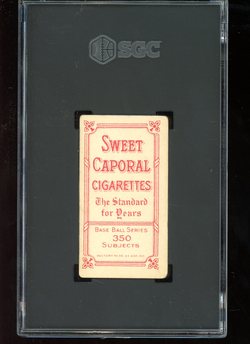 SGC
SWEET
CAPORAL
CIGARETTES
The Standard
for Years
BASE BALL SERIES
350
SUBJECTS